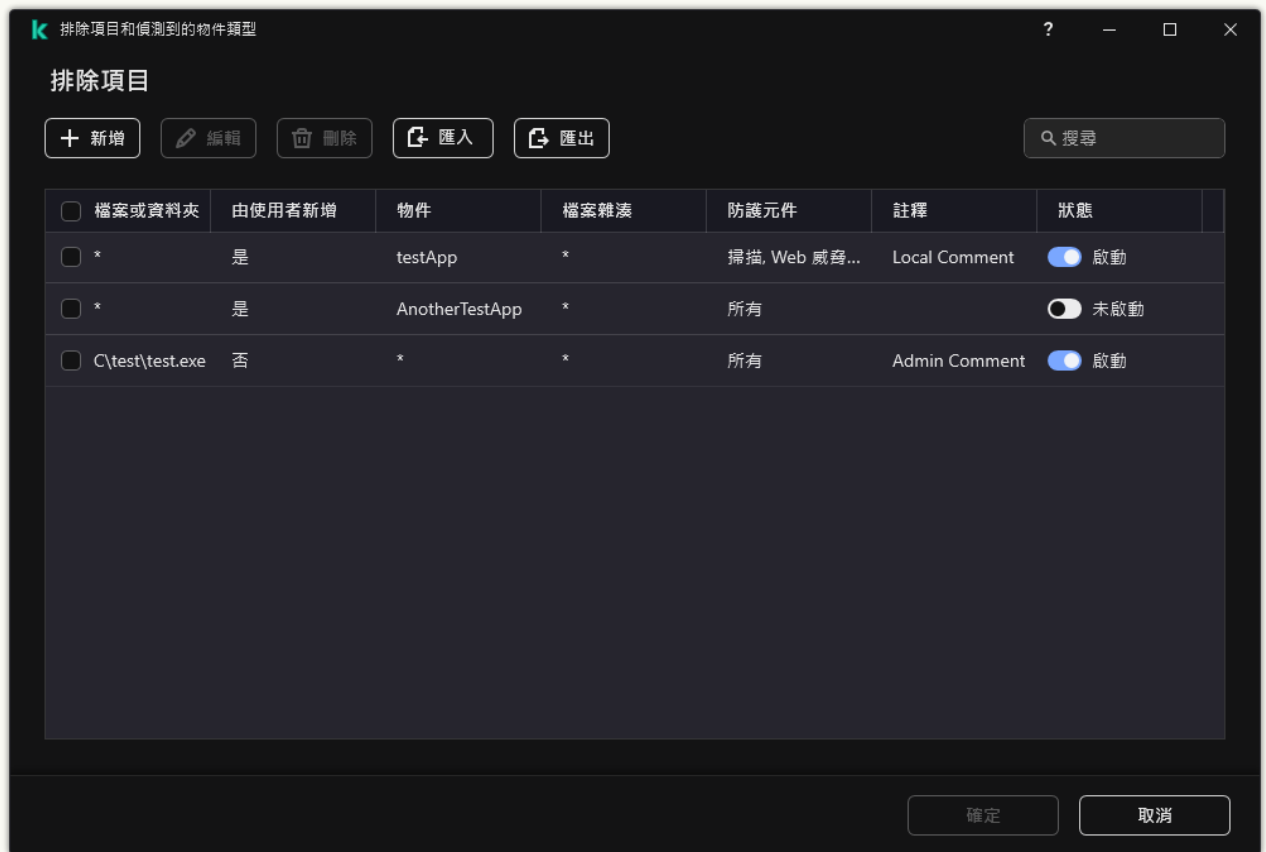 排除項目和偵測到的物件類型
排除項目
新增 編輯 刪除 匯入 匯出 搜尋
檔案或資料夾 由使用者新增 物件 檔案雜湊 防護元件 註釋 狀態
* 是 testApp * 掃描, Web 威脅... Local Comment 啟動
* 是 AnotherTestApp * 所有 未啟動
C\test\test.exe 否 * * 所有 Admin Comment 啟動
確定 取消